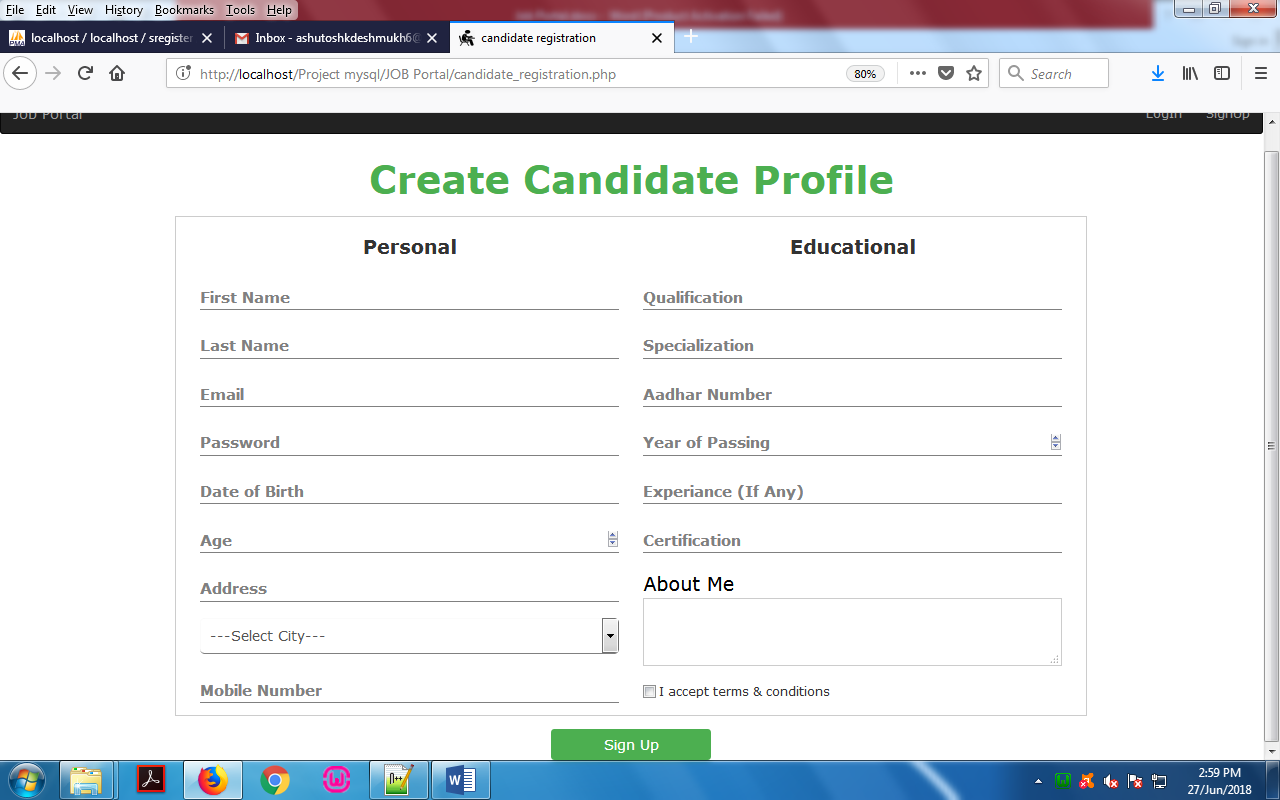 File Edit View History Bookmarks Tools Help
localhost / localhost / sregister
Inbox - ashutoshkdeshmukh6@
candidate registration
http://localhost/Project mysql/JOB Portal/candidate_registration.php
80%
Search
Job Portal
Login
SignUp
Create Candidate Profile
Personal
Educational
First Name
Qualification
Last Name
Specialization
Email
Aadhar Number
Password
Year of Passing
Date of Birth
Experiance (If Any)
Age
Certification
Address
About Me
---Select City---
Mobile Number
I accept terms & conditions
Sign Up
2:59 PM
27/Jun/2018